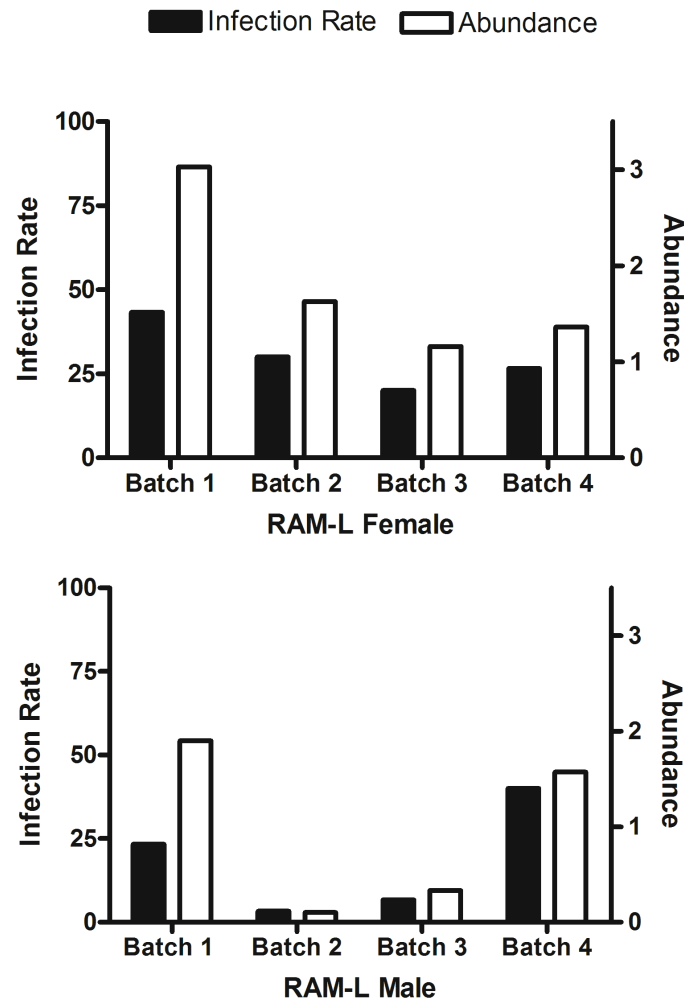 Infection Rate Abundance
100
75
50
25
0
Infection Rate
3
2
1
0
Abundance
Batch 1 Batch 2 Batch 3 Batch 4
RAM-L Female
100
75
50
25
0
Infection Rate
3
2
1
0
Abundance
Batch 1 Batch 2 Batch 3 Batch 4
RAM-L Male